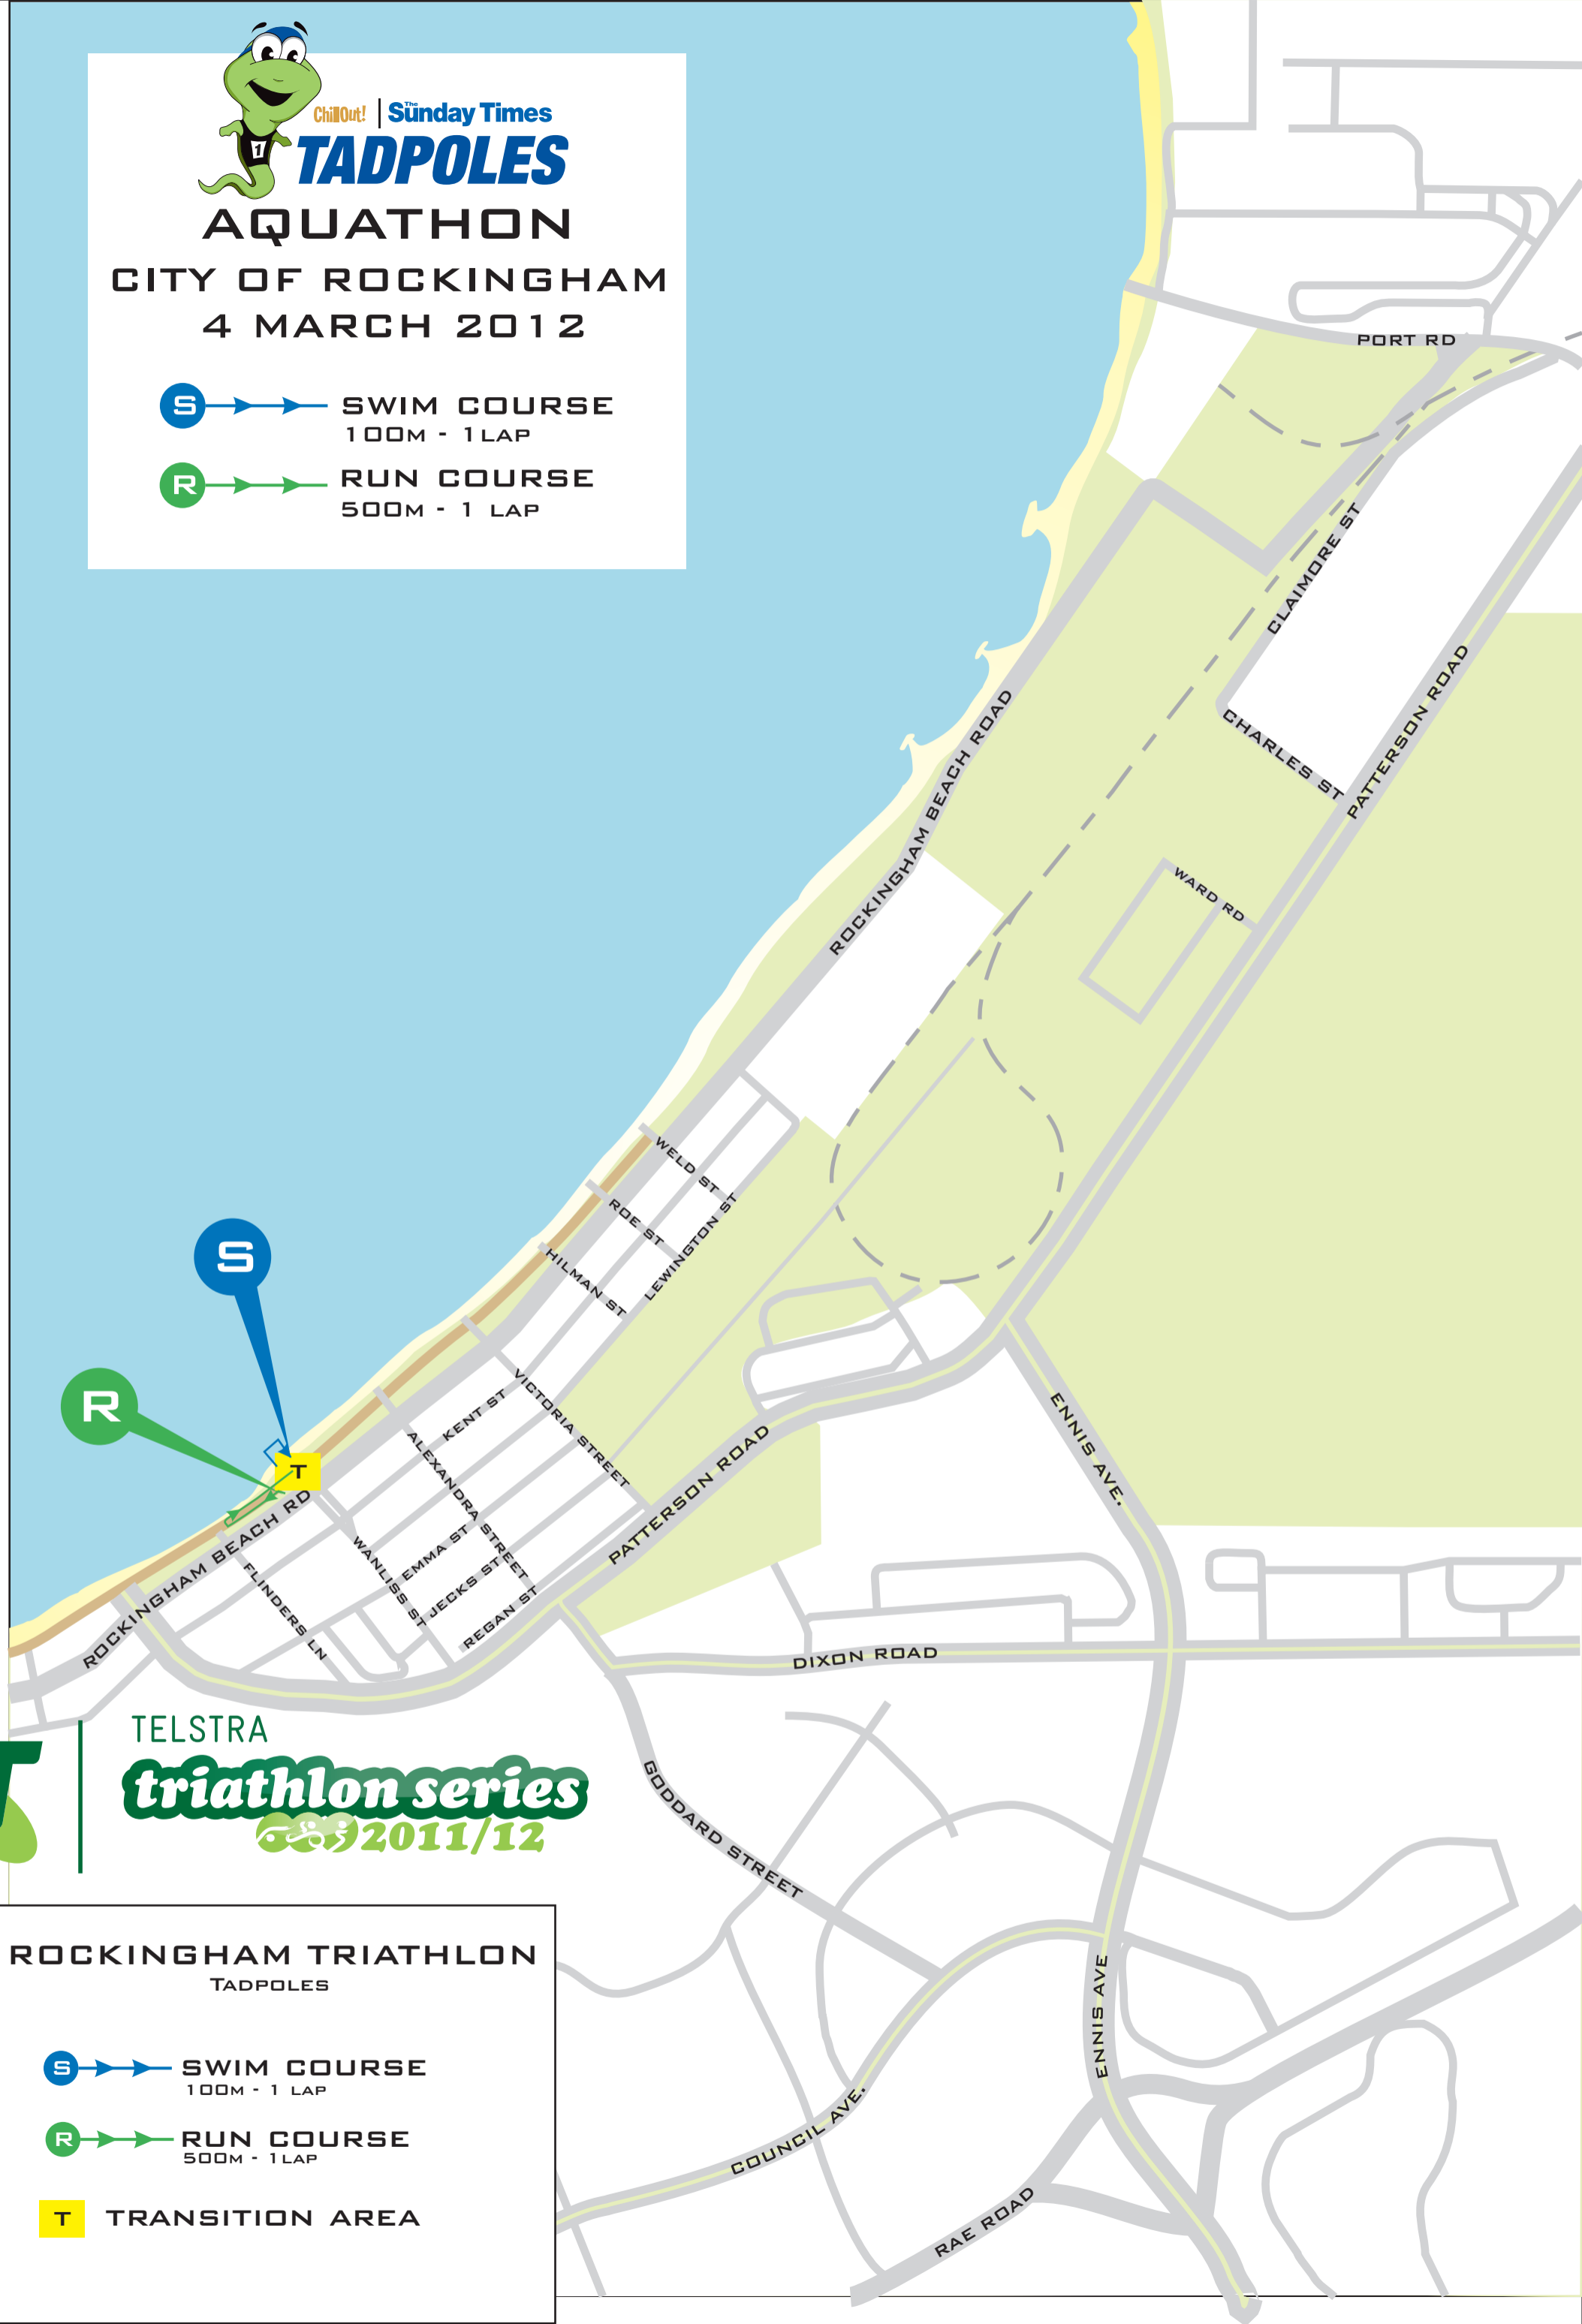 1
ChillOut! | The Sunday Times
TADPOLES
AQUATHON
CITY OF ROCKINGHAM
4 MARCH 2012
S SWIM COURSE
100M - 1 LAP
R RUN COURSE
500M - 1 LAP
PORT RD
CLAIMORE ST
CHARLES ST
PATTERSON ROAD
ROCKINGHAM BEACH ROAD
WARD RD
WELD ST
ROE ST
LEWINGTON ST
HILMAN ST
S
R
T
VICTORIA STREET
KENT ST
ALEXANDRA STREET
ENNIS AVE.
PATTERSON ROAD
ROCKINGHAM BEACH RD
WANLISS ST
EMMA ST
JECKS ST
REGAN ST
FLINDERS LN
DIXON ROAD
GODDARD STREET
ENNIS AVE
COUNCIL AVE.
RAE ROAD
TELSTRA
triathlon series
2011/12
ROCKINGHAM TRIATHLON
TADPOLES
S SWIM COURSE
100M - 1 LAP
R RUN COURSE
500M - 1 LAP
T TRANSITION AREA